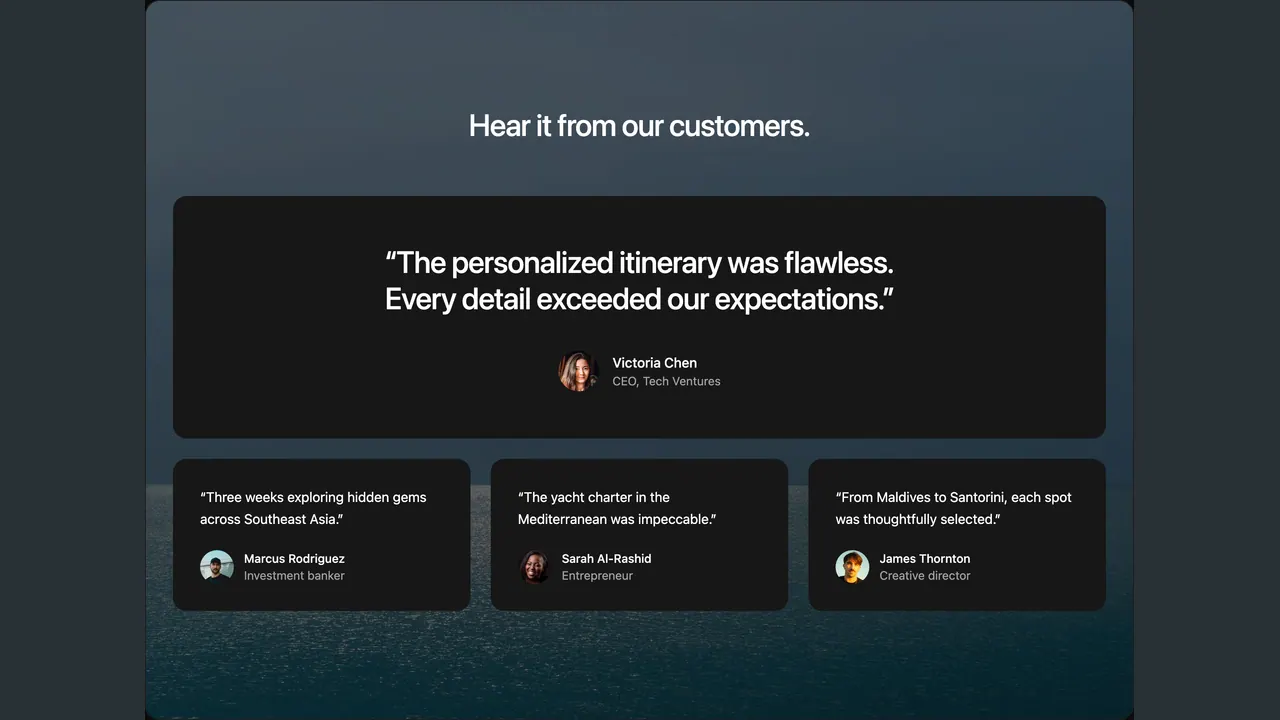 Hear it from our customers.
“The personalized itinerary was flawless.
Every detail exceeded our expectations.”
Victoria Chen
CEO, Tech Ventures
“Three weeks exploring hidden gems
across Southeast Asia.”
Marcus Rodriguez
Investment banker
“The yacht charter in the
Mediterranean was impeccable.”
Sarah Al-Rashid
Entrepreneur
“From Maldives to Santorini, each spot
was thoughtfully selected.”
James Thornton
Creative director